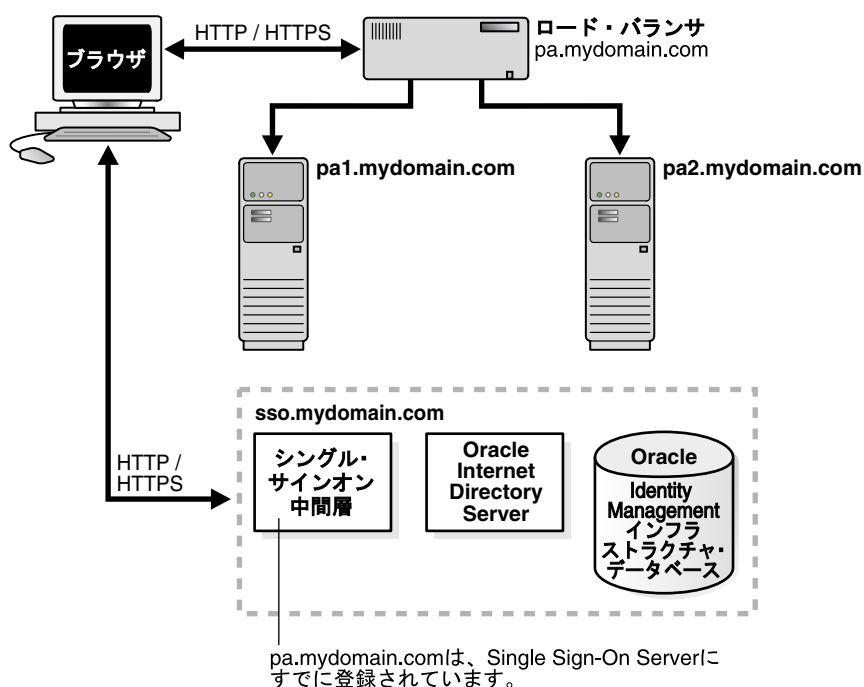 ブラウザ
HTTP / HTTPS
ロード・バランサ
pa.mydomain.com
pa1.mydomain.com
pa2.mydomain.com
HTTP /
HTTPS
sso.mydomain.com
シングル・
サインオン
中間層
Oracle
Internet
Directory
Server
Oracle
Identity
Management
インフラ
ストラクチャ・
データベース
pa.mydomain.comは、Single Sign-On Serverに
すでに登録されています。